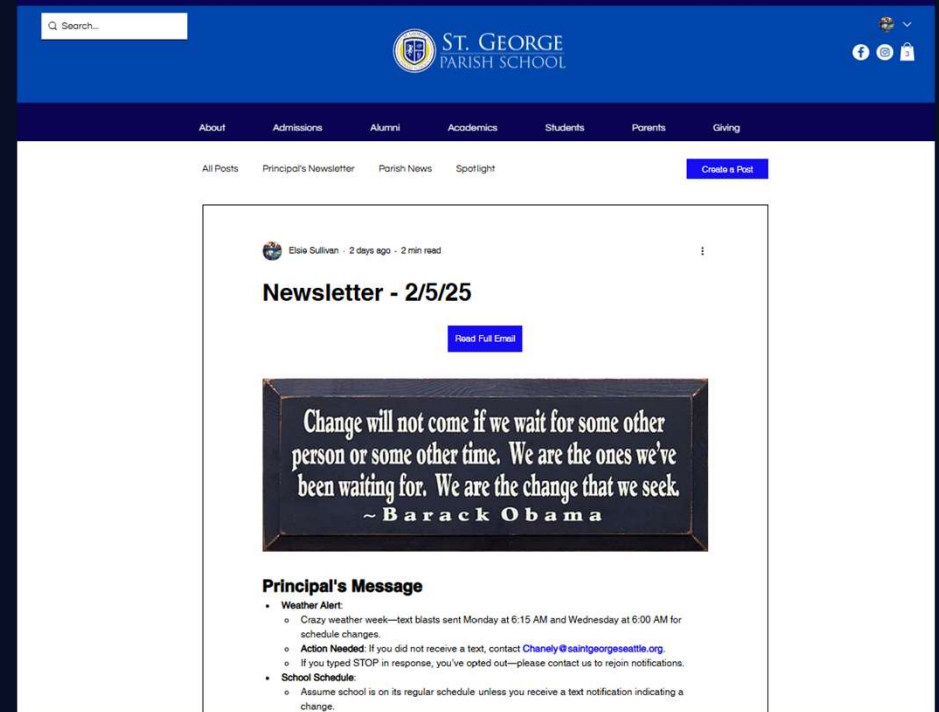 Search...
ST. GEORGE
PARISH SCHOOL
3
About Admissions Alumni Academics Students Parents Giving
All Posts Principal's Newsletter Parish News Spotlight Create a Post
Elsie Sullivan · 2 days ago · 2 min read
Newsletter - 2/5/25
Read Full Email
Change will not come if we wait for some other
person or some other time. We are the ones we've
been waiting for. We are the change that we seek.
~ Barack Obama
Principal's Message
• Weather Alert:
o Crazy weather week—text blasts sent Monday at 6:15 AM and Wednesday at 6:00 AM for
schedule changes.
o Action Needed: If you did not receive a text, contact Chanely@saintgeorgeseattle.org.
o If you typed STOP in response, you've opted out—please contact us to rejoin notifications.
• School Schedule:
o Assume school is on its regular schedule unless you receive a text notification indicating a
change.